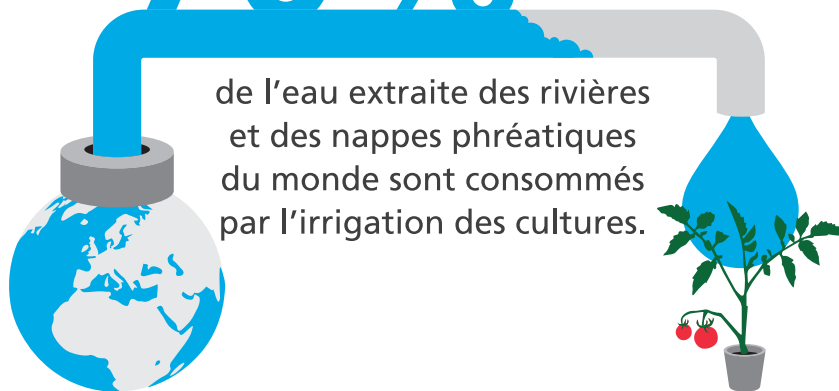 de l’eau extraite des rivières
et des nappes phréatiques
du monde sont consommés
par l’irrigation des cultures.